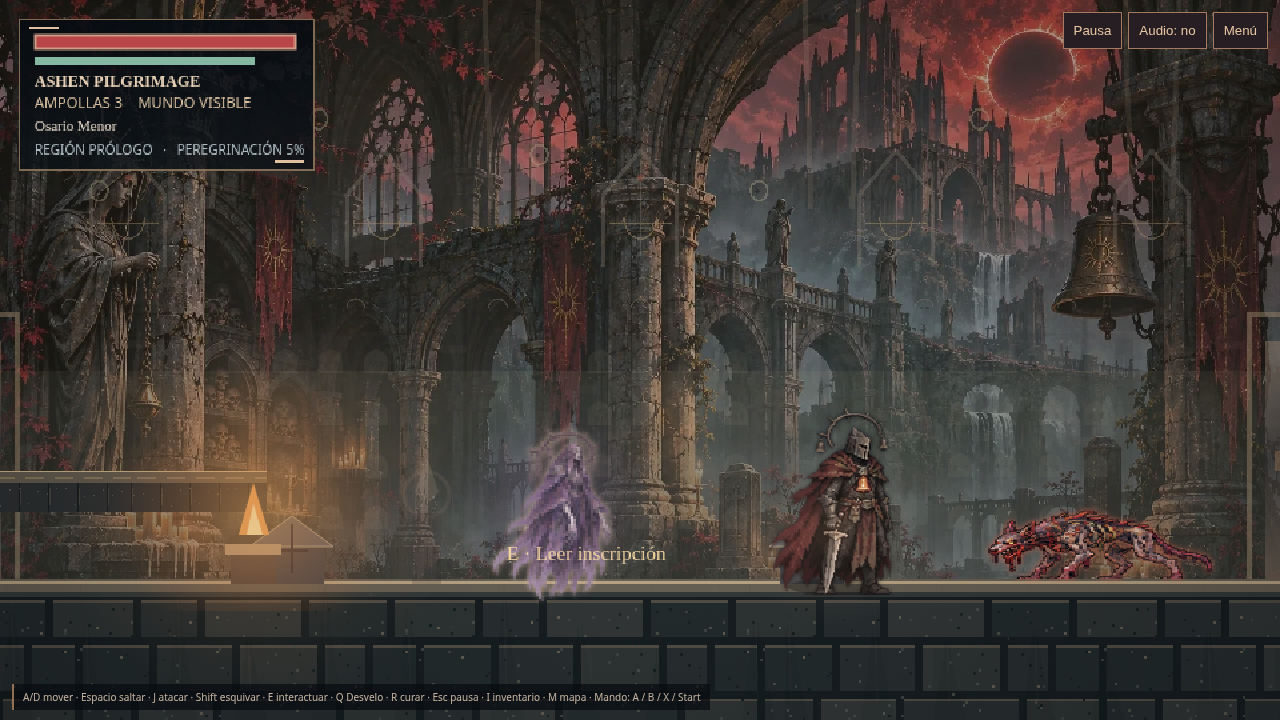 Pausa
Audio: no
Menú
ASHEN PILGRIMAGE
AMPOLLAS 3 MUNDO VISIBLE
Osario Menor
REGIÓN PRÓLOGO · PEREGRINACIÓN 5%
E · Leer inscripción
A/D mover · Espacio saltar · J atacar · Shift esquivar · E interactuar · Q Desvelo · R curar · Esc pausa · I inventario · M mapa · Mando: A / B / X / Start